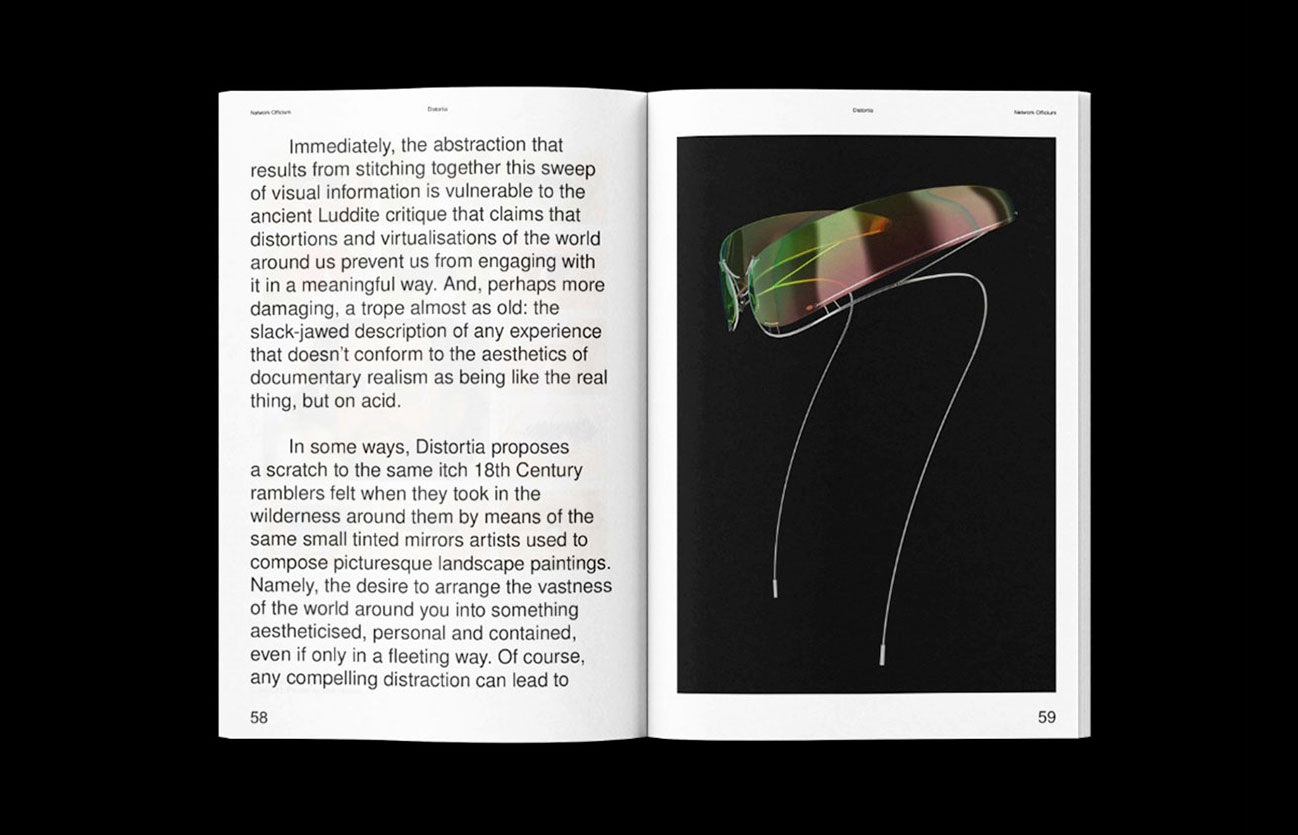 Network Officium
Distortia
Immediately, the abstraction that
results from stitching together this sweep
of visual information is vulnerable to the
ancient Luddite critique that claims that
distortions and virtualisations of the world
around us prevent us from engaging with
it in a meaningful way. And, perhaps more
damaging, a trope almost as old: the
slack-jawed description of any experience
that doesn’t conform to the aesthetics of
documentary realism as being like the real
thing, but on acid.
In some ways, Distortia proposes
a scratch to the same itch 18th Century
ramblers felt when they took in the
wilderness around them by means of the
same small tinted mirrors artists used to
compose picturesque landscape paintings.
Namely, the desire to arrange the vastness
of the world around you into something
aestheticised, personal and contained,
even if only in a fleeting way. Of course,
any compelling distraction can lead to
58
Distortia
Network Officium
59